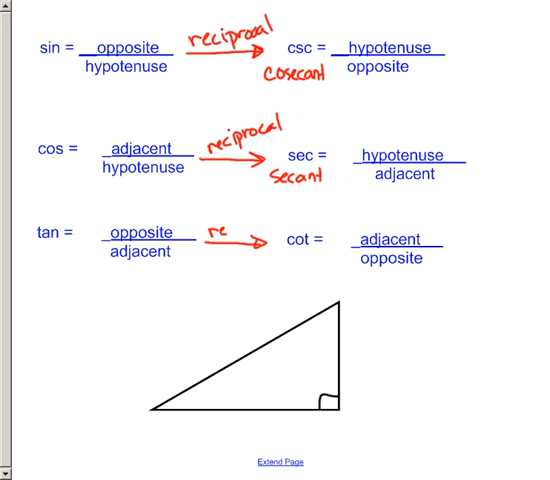 sin = opposite reciprocal csc = hypotenuse
hypotenuse cosecant opposite
cos = adjacent reciprocal sec = hypotenuse
hypotenuse secant adjacent
tan = opposite re cot = adjacent
adjacent opposite
Extend Page